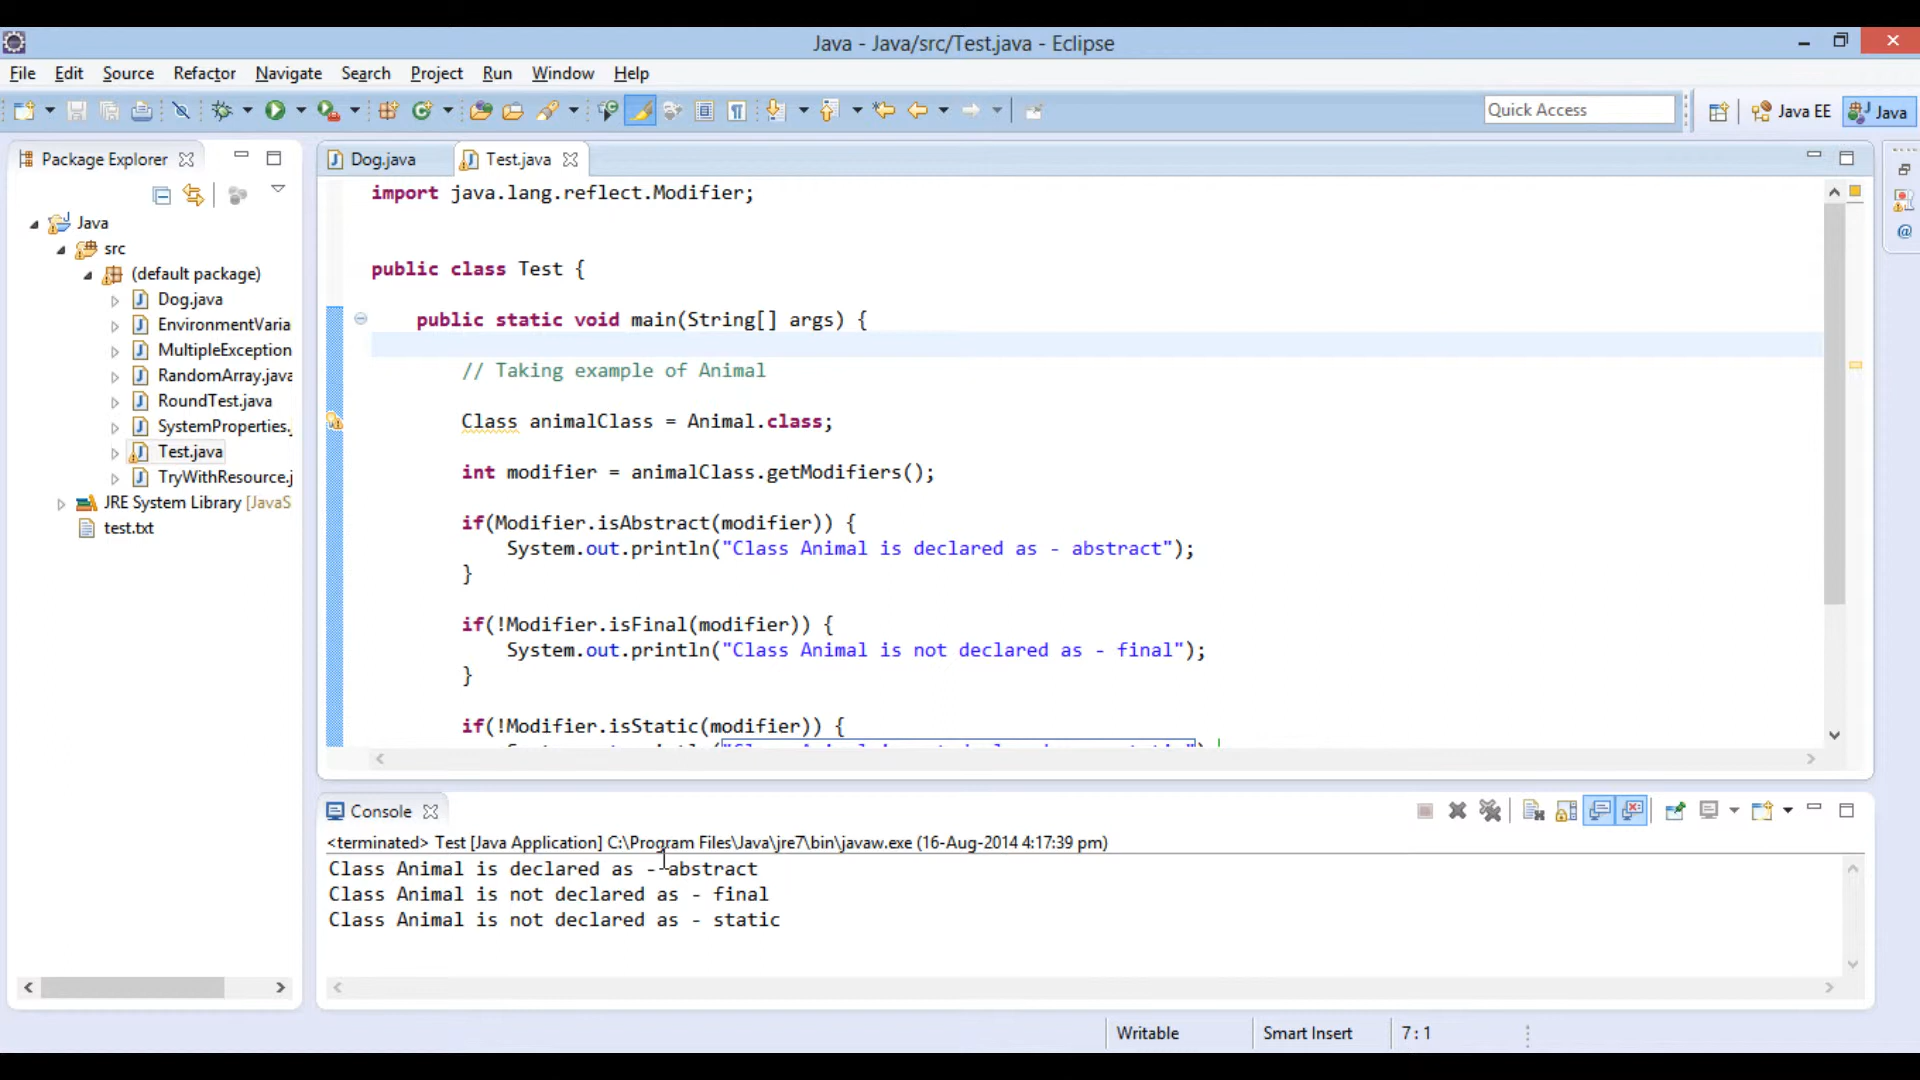 Java - Java/src/Test.java - Eclipse
File Edit Source Refactor Navigate Search Project Run Window Help
Quick Access
Java EE
Java
Package Explorer
Dog.java
Test.java
Java
src
(default package)
Dog.java
EnvironmentVaria
MultipleException
RandomArray.java
RoundTest.java
SystemProperties.
Test.java
TryWithResource.j
JRE System Library [JavaS
test.txt
import java.lang.reflect.Modifier;
public class Test {
public static void main(String[] args) {
// Taking example of Animal
Class animalClass = Animal.class;
int modifier = animalClass.getModifiers();
if(Modifier.isAbstract(modifier)) {
System.out.println("Class Animal is declared as - abstract");
}
if(!Modifier.isFinal(modifier)) {
System.out.println("Class Animal is not declared as - final");
}
if(!Modifier.isStatic(modifier)) {
Console
<terminated> Test [Java Application] C:\Program Files\Java\jre7\bin\javaw.exe (16-Aug-2014 4:17:39 pm)
Class Animal is declared as - abstract
Class Animal is not declared as - final
Class Animal is not declared as - static
Writable
Smart Insert
7 : 1